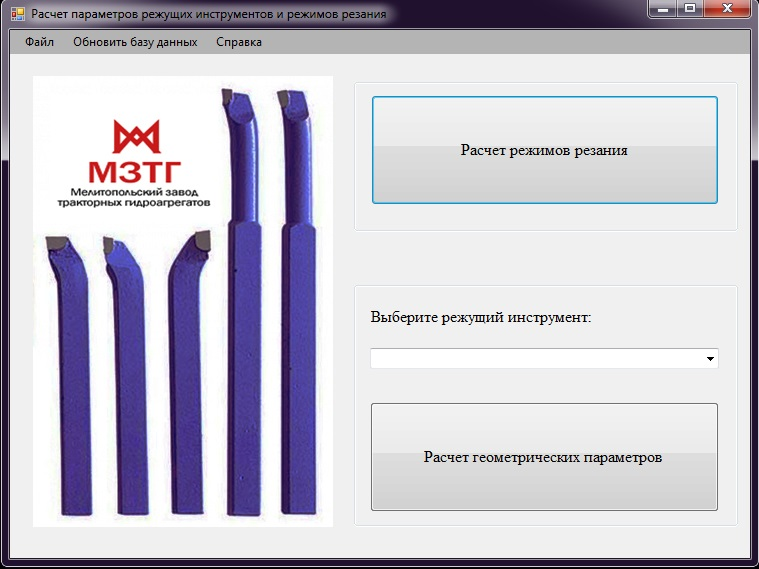 Расчет параметров режущих инструментов и режимов резания
Файл Обновить базу данных Справка
МЗТГ
Мелитопольский завод
тракторных гидроагрегатов
Расчет режимов резания
Выберите режущий инструмент:
Расчет геометрических параметров